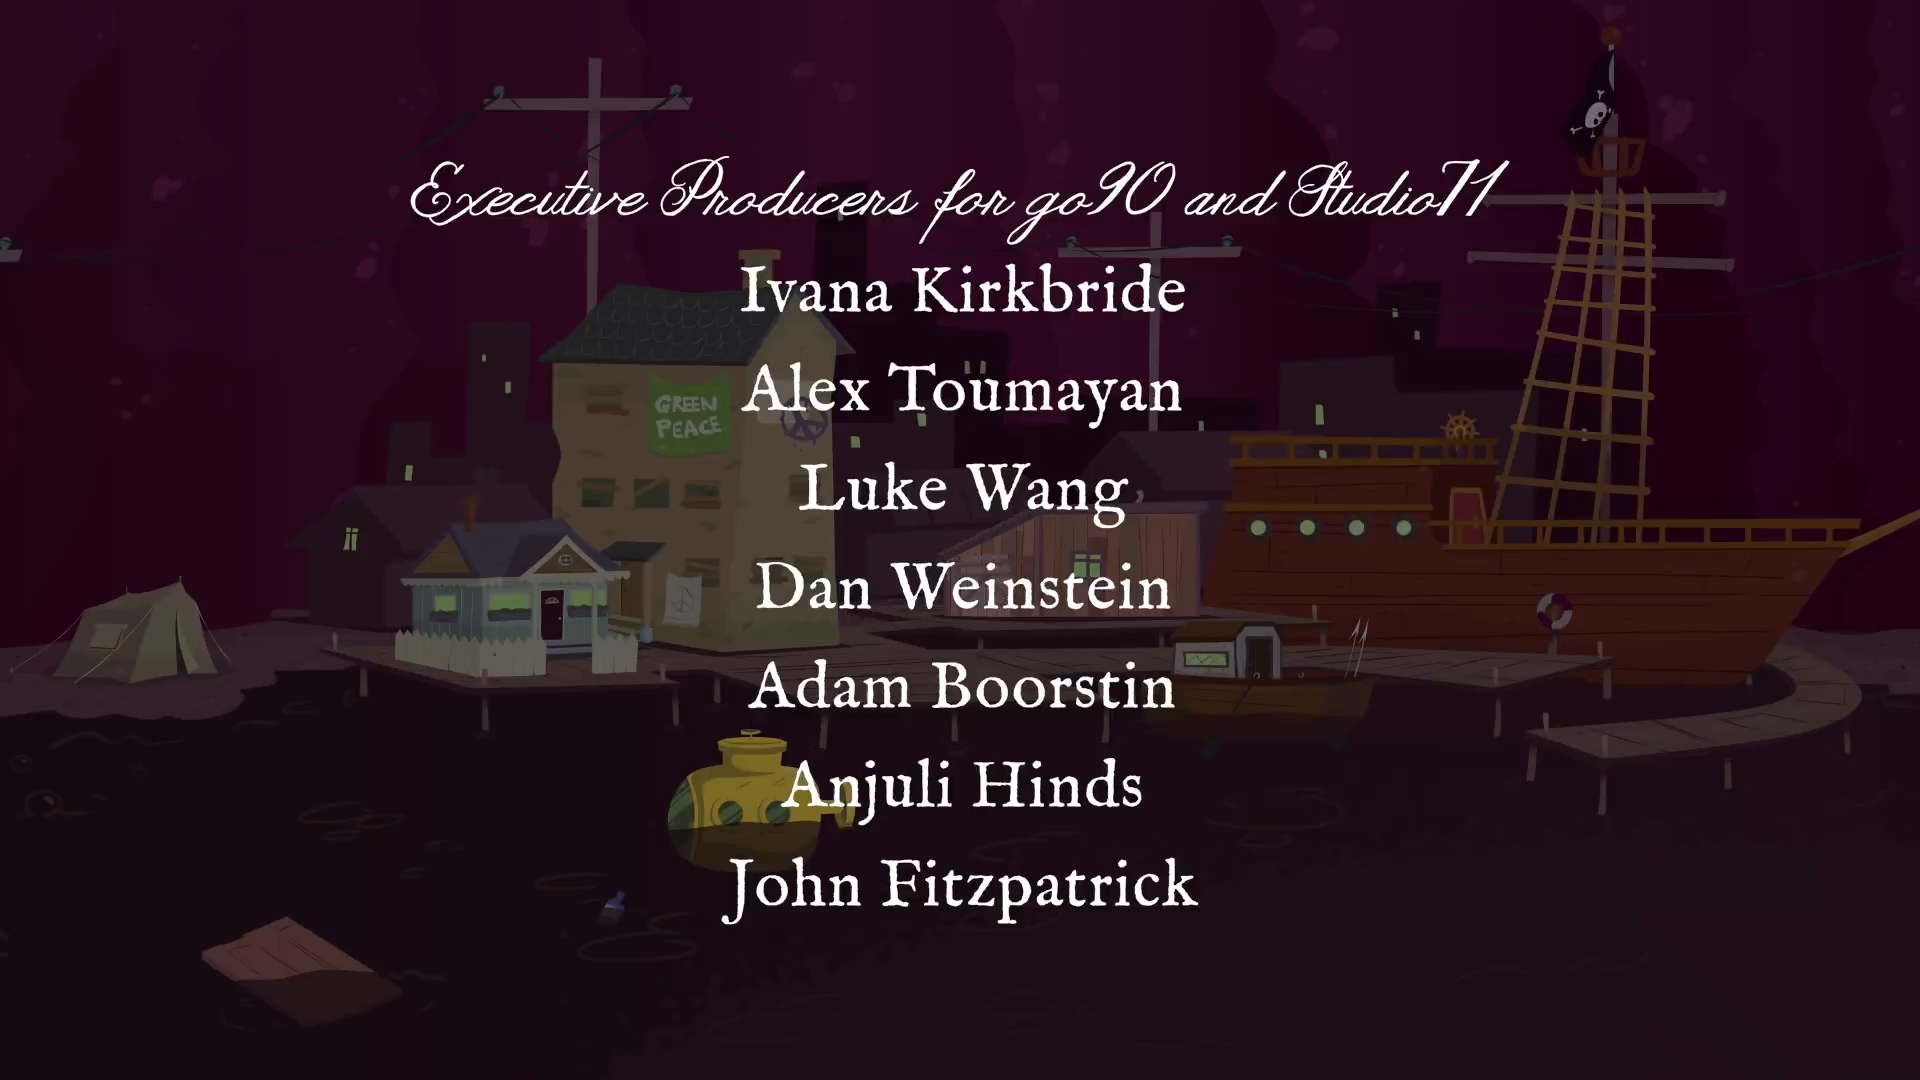 Executive Producers for go90 and Studio71
Ivana Kirkbride
Alex Toumayan
Luke Wang
Dan Weinstein
Adam Boorstin
Anjuli Hinds
John Fitzpatrick
GREEN
PEACE